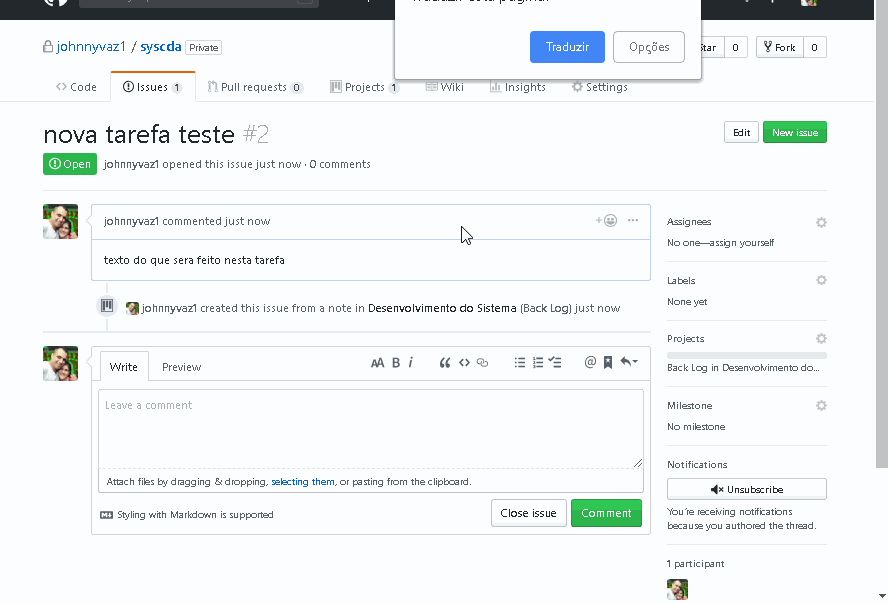 Traduzir Opções
johnnyvaz1 / syscda Private
Star 0 Fork 0
Code Issues 1 Pull requests 0 Projects 1 Wiki Insights Settings
nova tarefa teste #2
Edit New issue
Open johnnyvaz1 opened this issue just now · 0 comments
johnnyvaz1 commented just now
texto do que sera feito nesta tarefa
johnnyvaz1 created this issue from a note in Desenvolvimento do Sistema (Back Log) just now
Write Preview
AA B i
Leave a comment
Attach files by dragging & dropping, selecting them, or pasting from the clipboard.
Styling with Markdown is supported
Close issue Comment
Assignees
No one—assign yourself
Labels
None yet
Projects
Back Log in Desenvolvimento do...
Milestone
No milestone
Notifications
Unsubscribe
You're receiving notifications
because you authored the thread.
1 participant